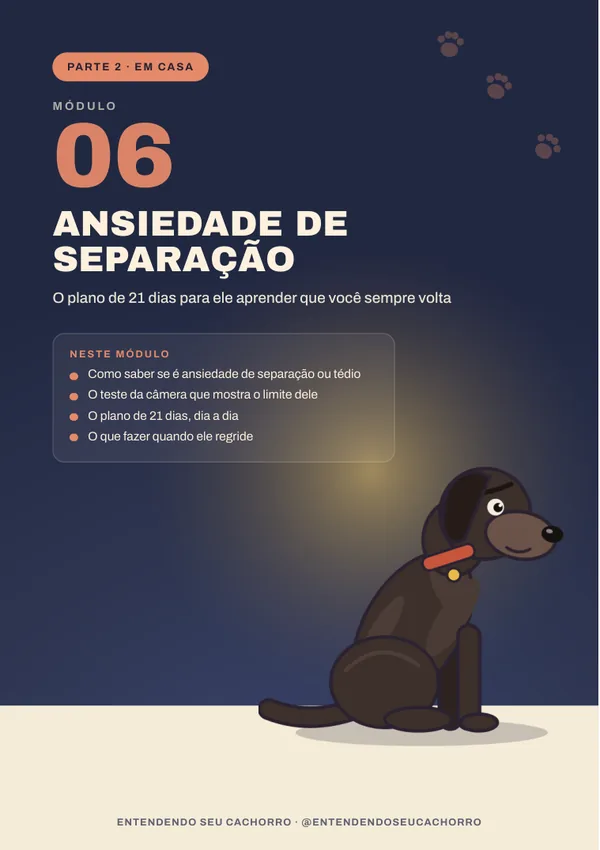 PARTE 2 · EM CASA
MÓDULO
06
ANSIEDADE DE
SEPARAÇÃO
O plano de 21 dias para ele aprender que você sempre volta
NESTE MÓDULO
Como saber se é ansiedade de separação ou tédio
O teste da câmera que mostra o limite dele
O plano de 21 dias, dia a dia
O que fazer quando ele regride
ENTENDENDO SEU CACHORRO · @ENTENDENDOSEUCACHORRO